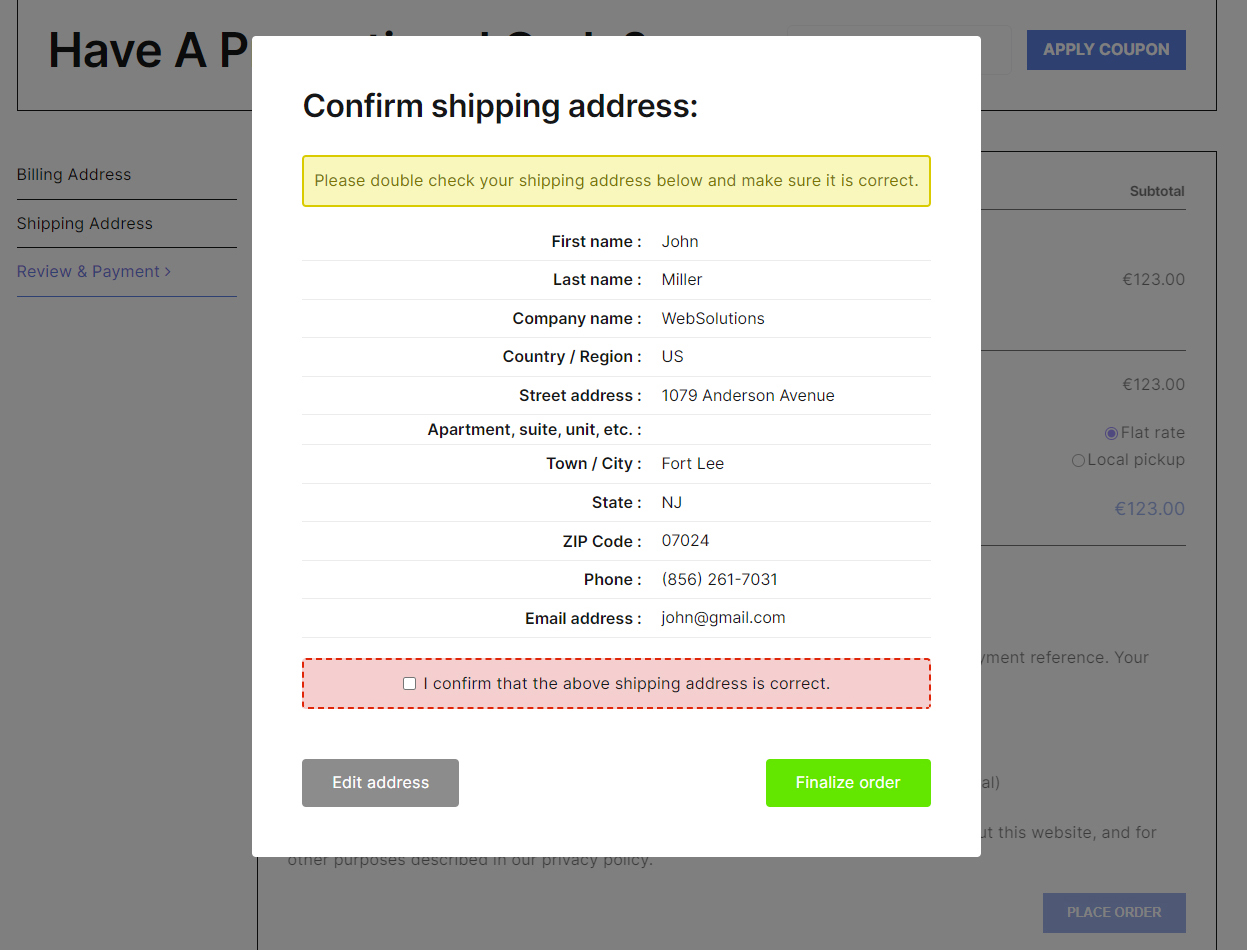 Have A P
APPLY COUPON
Confirm shipping address:
Please double check your shipping address below and make sure it is correct.
Billing Address
Shipping Address
Review & Payment >
First name : John
Last name : Miller
Company name : WebSolutions
Country / Region : US
Street address : 1079 Anderson Avenue
Apartment, suite, unit, etc. :
Town / City : Fort Lee
State : NJ
ZIP Code : 07024
Phone : (856) 261-7031
Email address : john@gmail.com
I confirm that the above shipping address is correct.
Edit address
Finalize order
Subtotal
€123.00
€123.00
Flat rate
Local pickup
€123.00
yment reference. Your
al)
ut this website, and for
other purposes described in our privacy policy.
PLACE ORDER